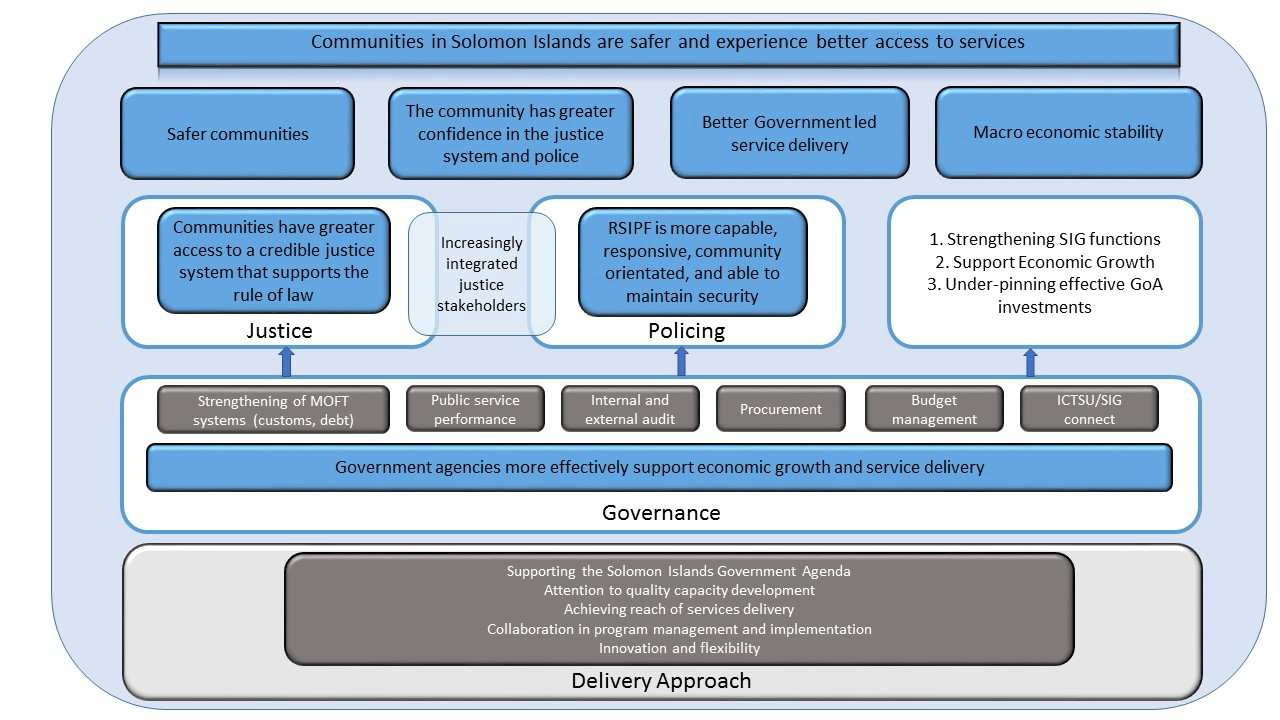 Communities in Solomon Islands are safer and experience better access to services
Safer communities
The community has greater
confidence in the justice
system and police
Better Government led
service delivery
Macro economic stability
Communities have greater
access to a credible justice
system that supports the
rule of law
Justice
Increasingly
integrated
justice
stakeholders
RSIPF is more capable,
responsive, community
orientated, and able to
maintain security
Policing
1. Strengthening SIG functions
2. Support Economic Growth
3. Under-pinning effective GoA
investments
Strengthening of MOFT
systems (customs, debt)
Public service
performance
Internal and
external audit
Procurement
Budget
management
ICTSU/SIG
connect
Government agencies more effectively support economic growth and service delivery
Governance
Supporting the Solomon Islands Government Agenda
Attention to quality capacity development
Achieving reach of services delivery
Collaboration in program management and implementation
Innovation and flexibility
Delivery Approach